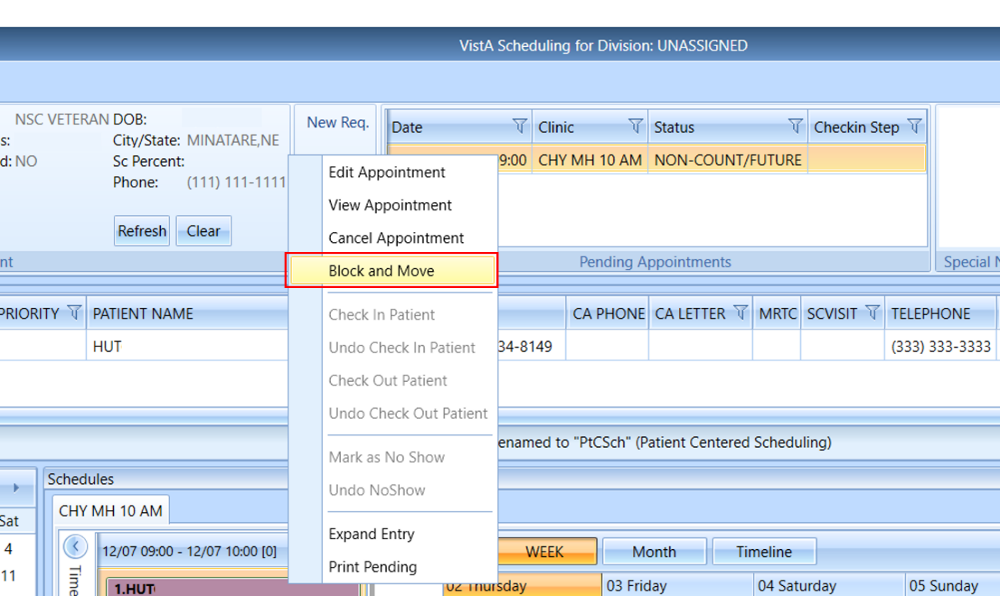 VistA Scheduling for Division: UNASSIGNED
NSC VETERAN DOB:
s: City/State: MINATARE,NE
d: NO Sc Percent:
Phone: (111) 111-1111
Refresh Clear
nt
New Req.
Date Clinic Status Checkin Step
9:00 CHY MH 10 AM NON-COUNT/FUTURE
Pending Appointments
Special N
Edit Appointment
View Appointment
Cancel Appointment
Block and Move
Check In Patient
Undo Check In Patient
Check Out Patient
Undo Check Out Patient
Mark as No Show
Undo NoShow
Expand Entry
Print Pending
PRIORITY PATIENT NAME CA PHONE CA LETTER MRTC SCVISIT TELEPHONE
HUT 34-8149 (333) 333-3333
enamed to "PtCSch" (Patient Centered Scheduling)
Schedules
CHY MH 10 AM
Sat
4
11
Time
12/07 09:00 - 12/07 10:00 [0]
1.HUT
WEEK Month Timeline
02 Thursday 03 Friday 04 Saturday 05 Sunday